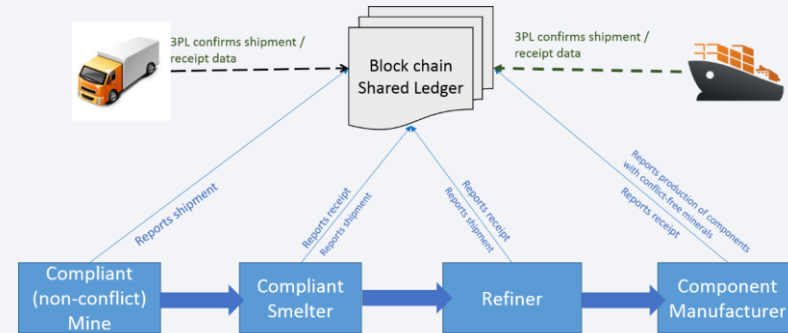 3PL confirms shipment /
receipt data
Block chain
Shared Ledger
3PL confirms shipment /
receipt data
Reports shipment
Reports receipt
Reports shipment
Reports receipt
Reports shipment
Reports production of components
with conflict-free minerals
Reports receipt
Compliant
(non-conflict)
Mine
Compliant
Smelter
Refiner
Component
Manufacturer